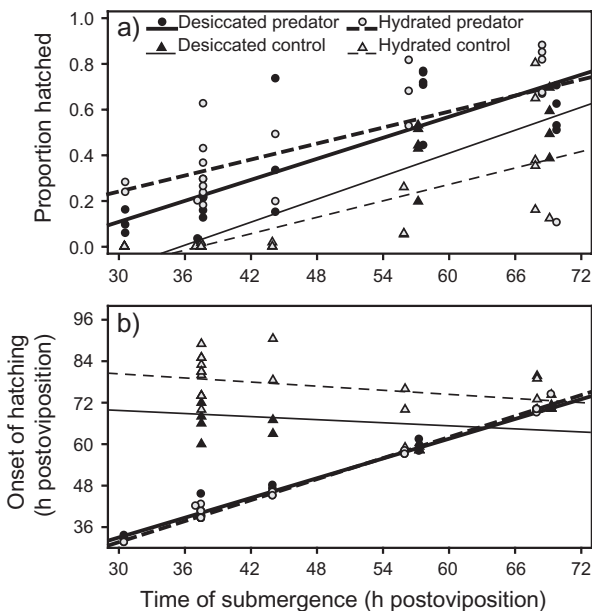 a)
Desiccated predator Hydrated predator
Desiccated control Hydrated control
Proportion hatched
1.0
0.8
0.6
0.4
0.2
0.0
30 36 42 48 54 60 66 72
b)
Onset of hatching
(h postoviposition)
96
84
72
60
48
36
30 36 42 48 54 60 66 72
Time of submergence (h postoviposition)